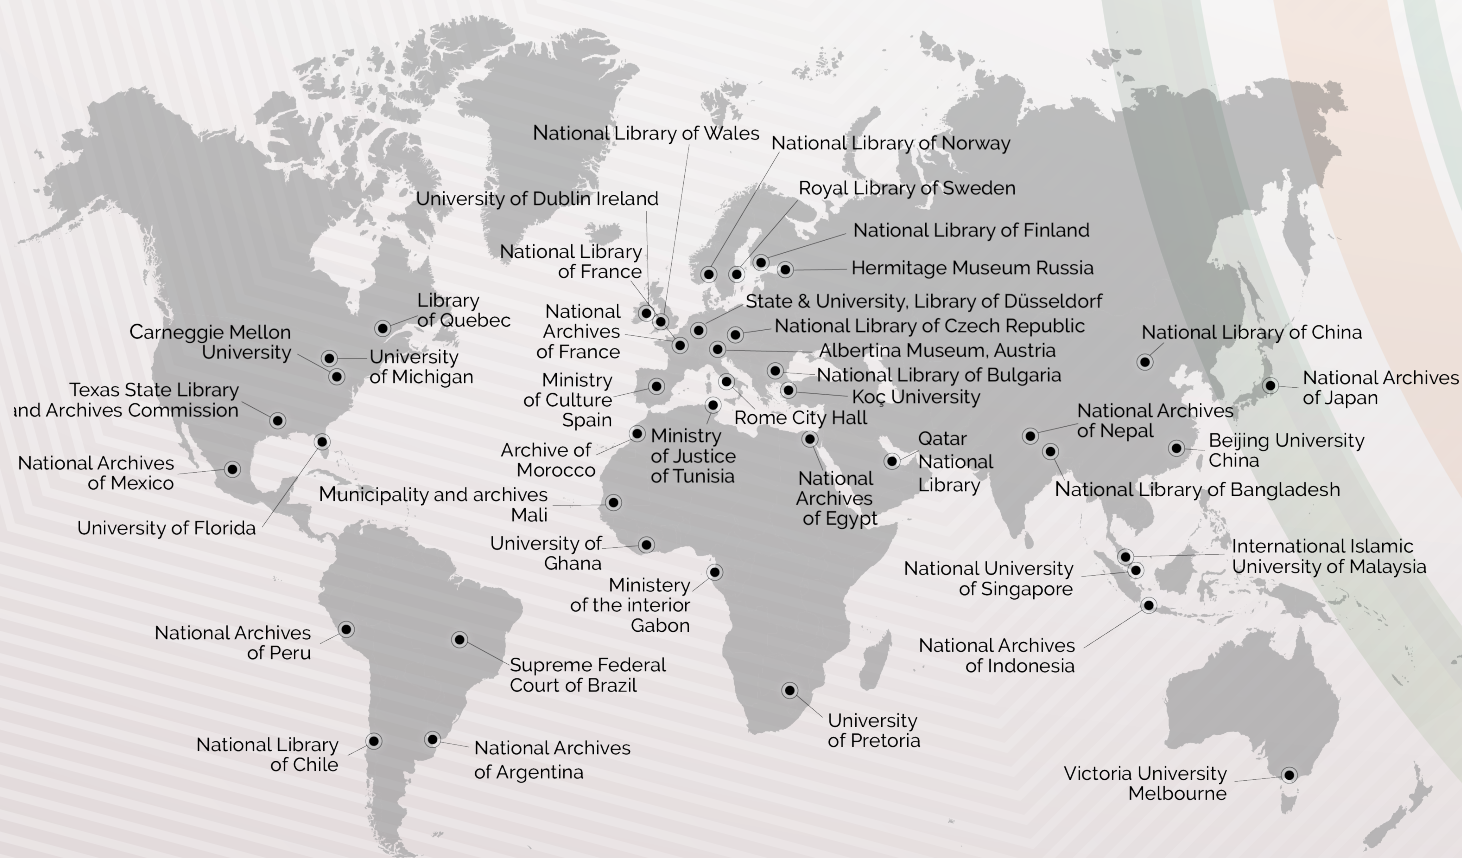 National Library of Wales
National Library of Norway
Royal Library of Sweden
University of Dublin Ireland
National Library of Finland
National Library
of France
Hermitage Museum Russia
Library
of Quebec
National
Archives
of France
State & University, Library of Düsseldorf
National Library of Czech Republic
Carneggie Mellon
University
University
of Michigan
Albertina Museum, Austria
National Library of China
National Library of Bulgaria
National Archives
of Japan
Texas State Library
and Archives Commission
Ministry
of Culture
Spain
Koç University
Rome City Hall
National Archives
of Nepal
Archive of
Morocco
Ministry
of Justice
of Tunisia
Qatar
National
Library
Beijing University
China
National Archives
of Mexico
National
Archives
of Egypt
National Library of Bangladesh
Municipality and archives
Mali
University of Florida
University of
Ghana
International Islamic
University of Malaysia
National University
of Singapore
Ministery
of the interior
Gabon
National Archives
of Peru
National Archives
of Indonesia
Supreme Federal
Court of Brazil
University
of Pretoria
National Library
of Chile
National Archives
of Argentina
Victoria University
Melbourne